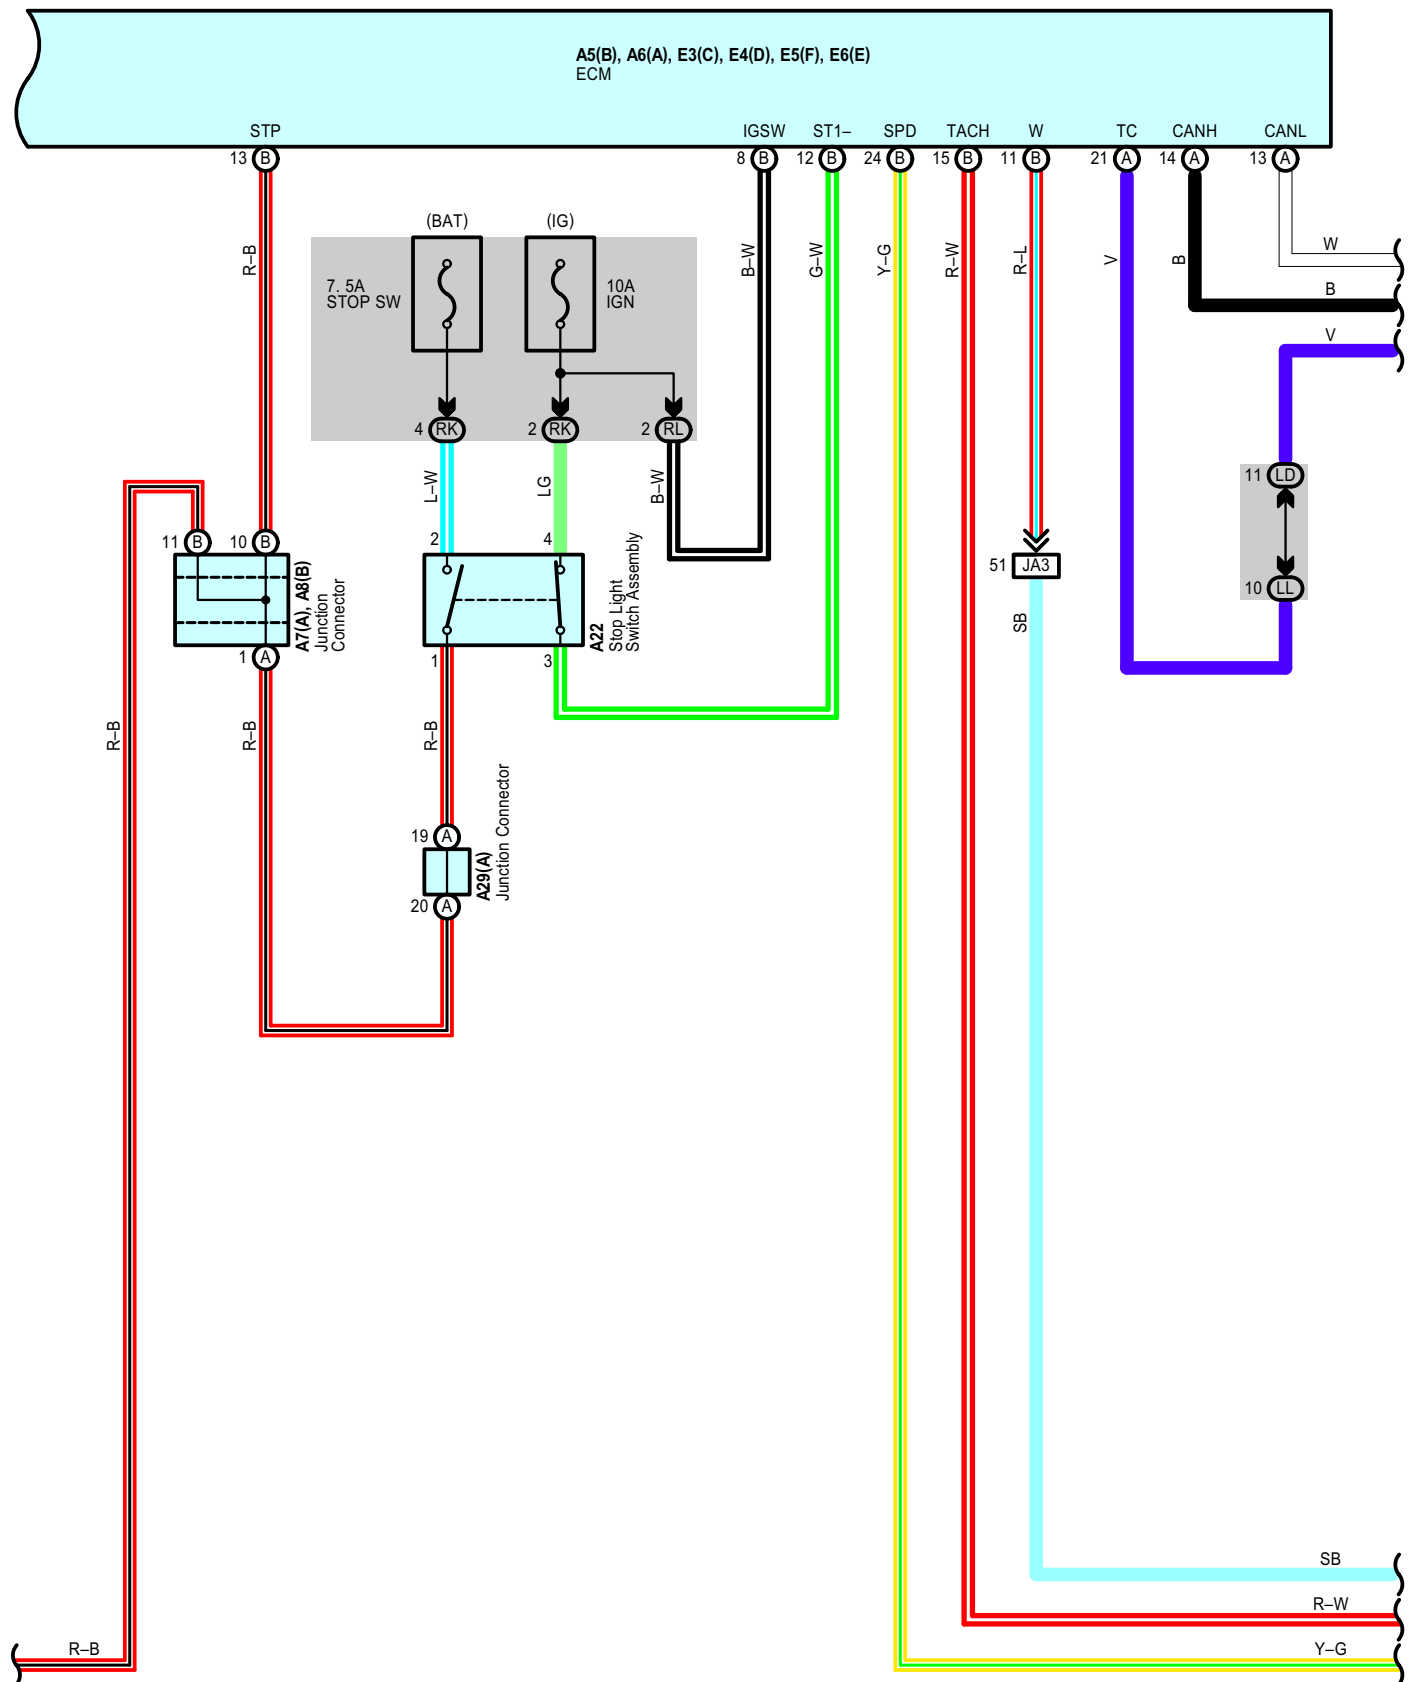 A5(B), A6(A), E3(C), E4(D), E5(F), E6(E)
ECM
STP IGSW ST1– SPD TACH W TC CANH CANL
13 B 8 B 12 B 24 B 15 B 11 B 21 A 14 A 13 A
(BAT) (IG)
R–B B–W G–W Y–G R–W R–L V B W
7. 5A
STOP SW
10A
IGN
B
V
4 RK 2 RK 2 RL
L–W LG B–W
11 LD
11 B 10 B 2 4
51 JA3
10 LL
A7(A), A8(B)
Junction
Connector
A22
Stop Light
Switch Assembly
SB
1 A 1 3
R–B R–B R–B
19 A
A29(A)
Junction Connector
20 A
SB
R–W
R–B Y–G